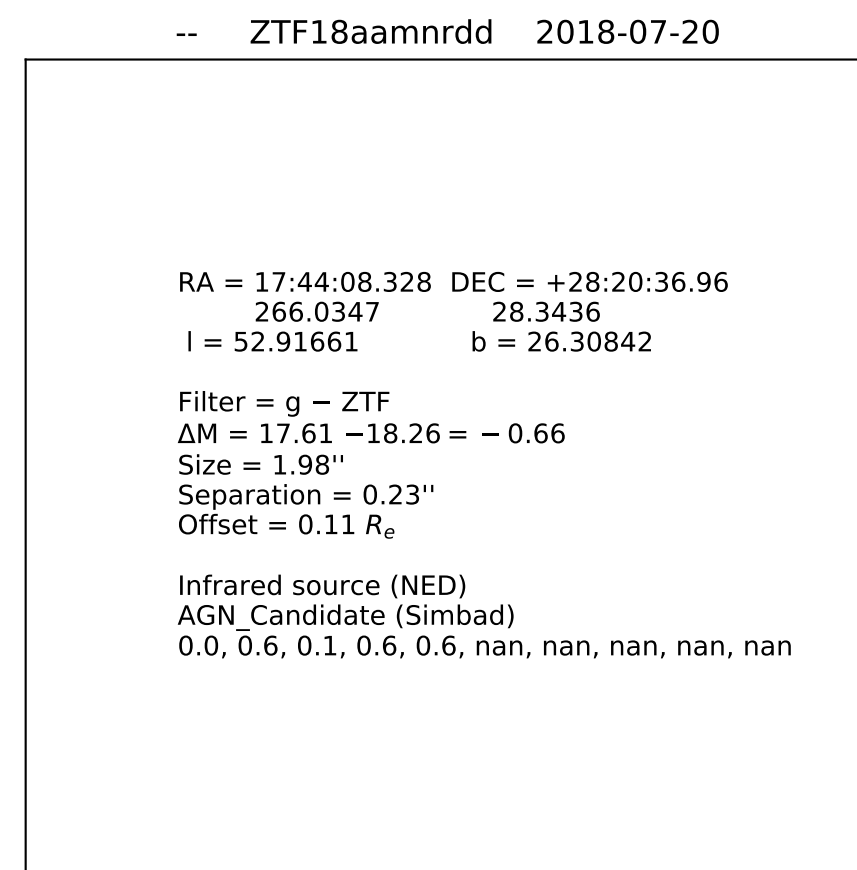 -- ZTF18aamnrdd 2018-07-20
RA = 17:44:08.328 DEC = +28:20:36.96
266.0347 28.3436
l = 52.91661 b = 26.30842
Filter = g − ZTF
ΔM = 17.61 −18.26 = − 0.66
Size = 1.98''
Separation = 0.23''
Offset = 0.11 Re
Infrared source (NED)
AGN_Candidate (Simbad)
0.0, 0.6, 0.1, 0.6, 0.6, nan, nan, nan, nan, nan